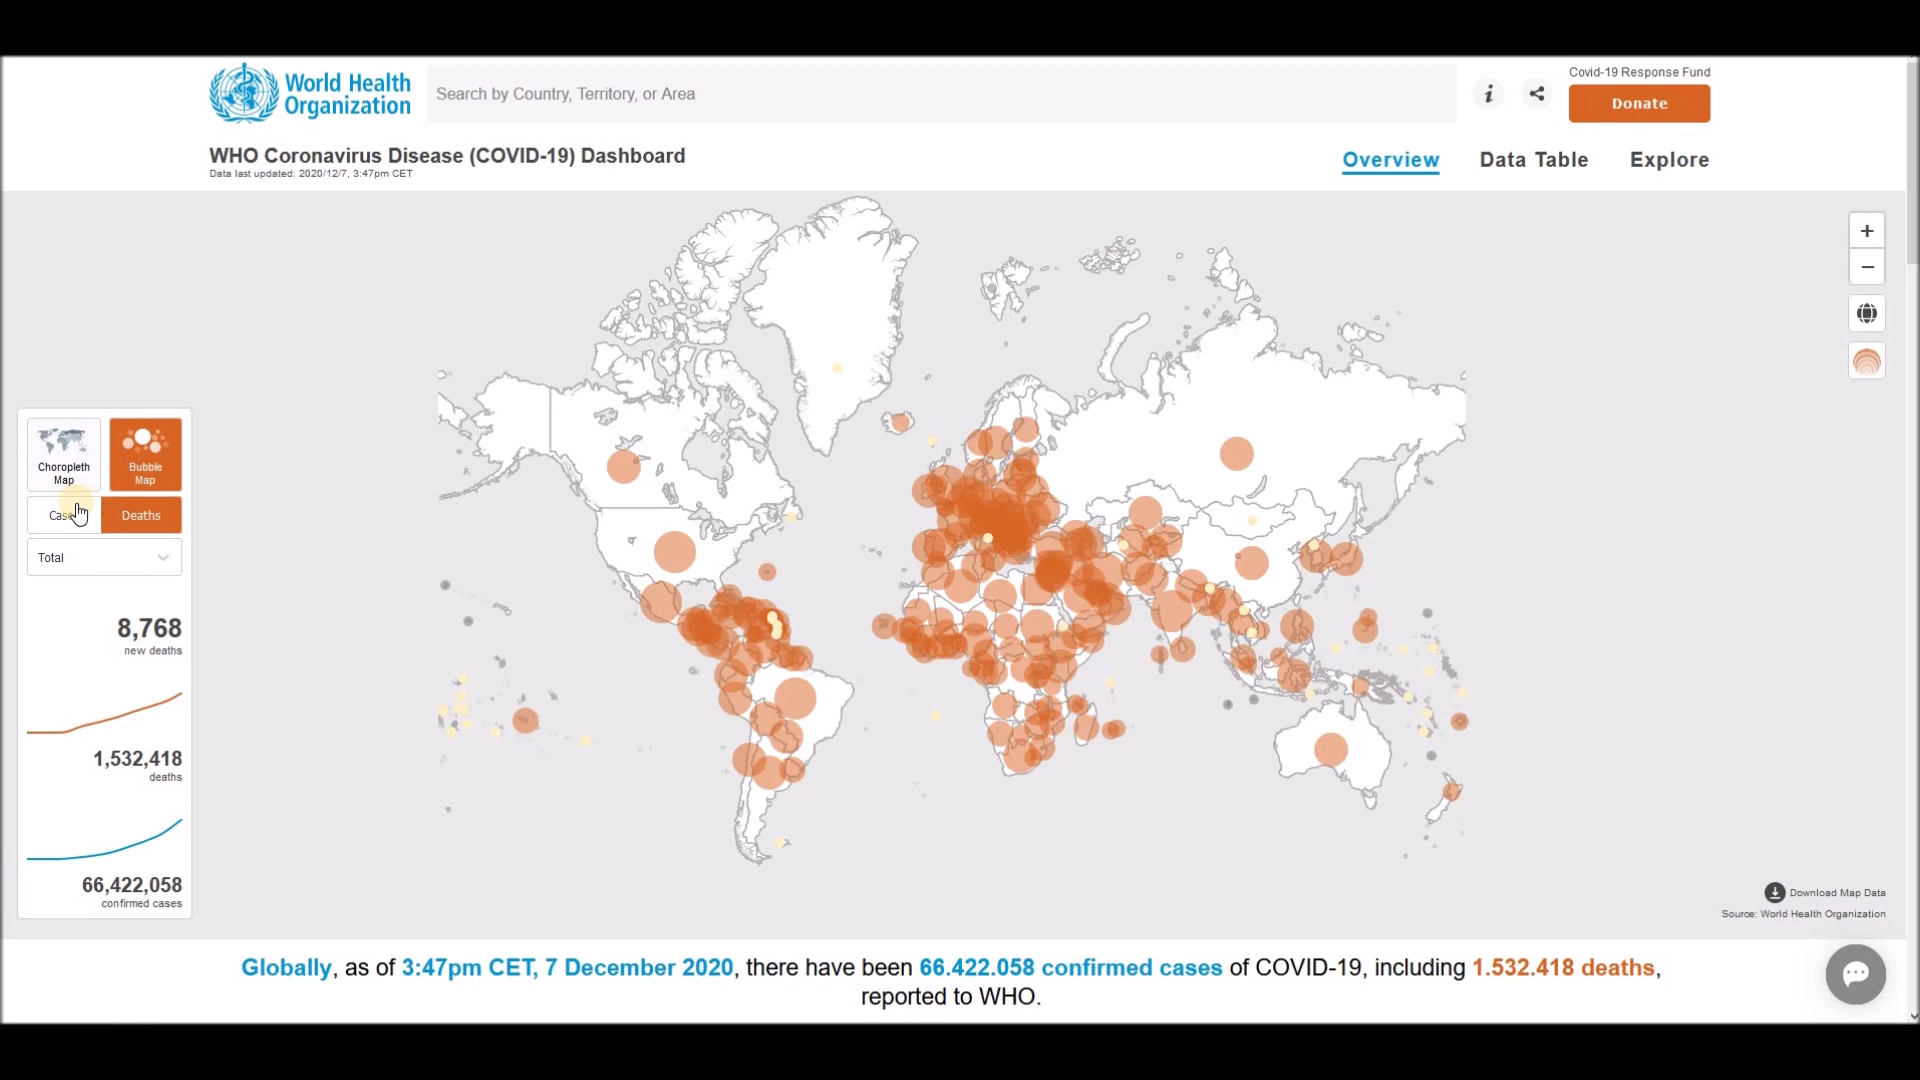 World Health
Organization
Search by Country, Territory, or Area
i
Covid-19 Response Fund
Donate
WHO Coronavirus Disease (COVID-19) Dashboard
Data last updated: 2020/12/7, 3:47pm CET
Overview
Data Table
Explore
+
−
Choropleth
Map
Bubble
Map
Cas
Deaths
Total
8,768
new deaths
1,532,418
deaths
66,422,058
confirmed cases
Download Map Data
Source: World Health Organization
Globally, as of 3:47pm CET, 7 December 2020, there have been 66.422.058 confirmed cases of COVID-19, including 1.532.418 deaths,
reported to WHO.